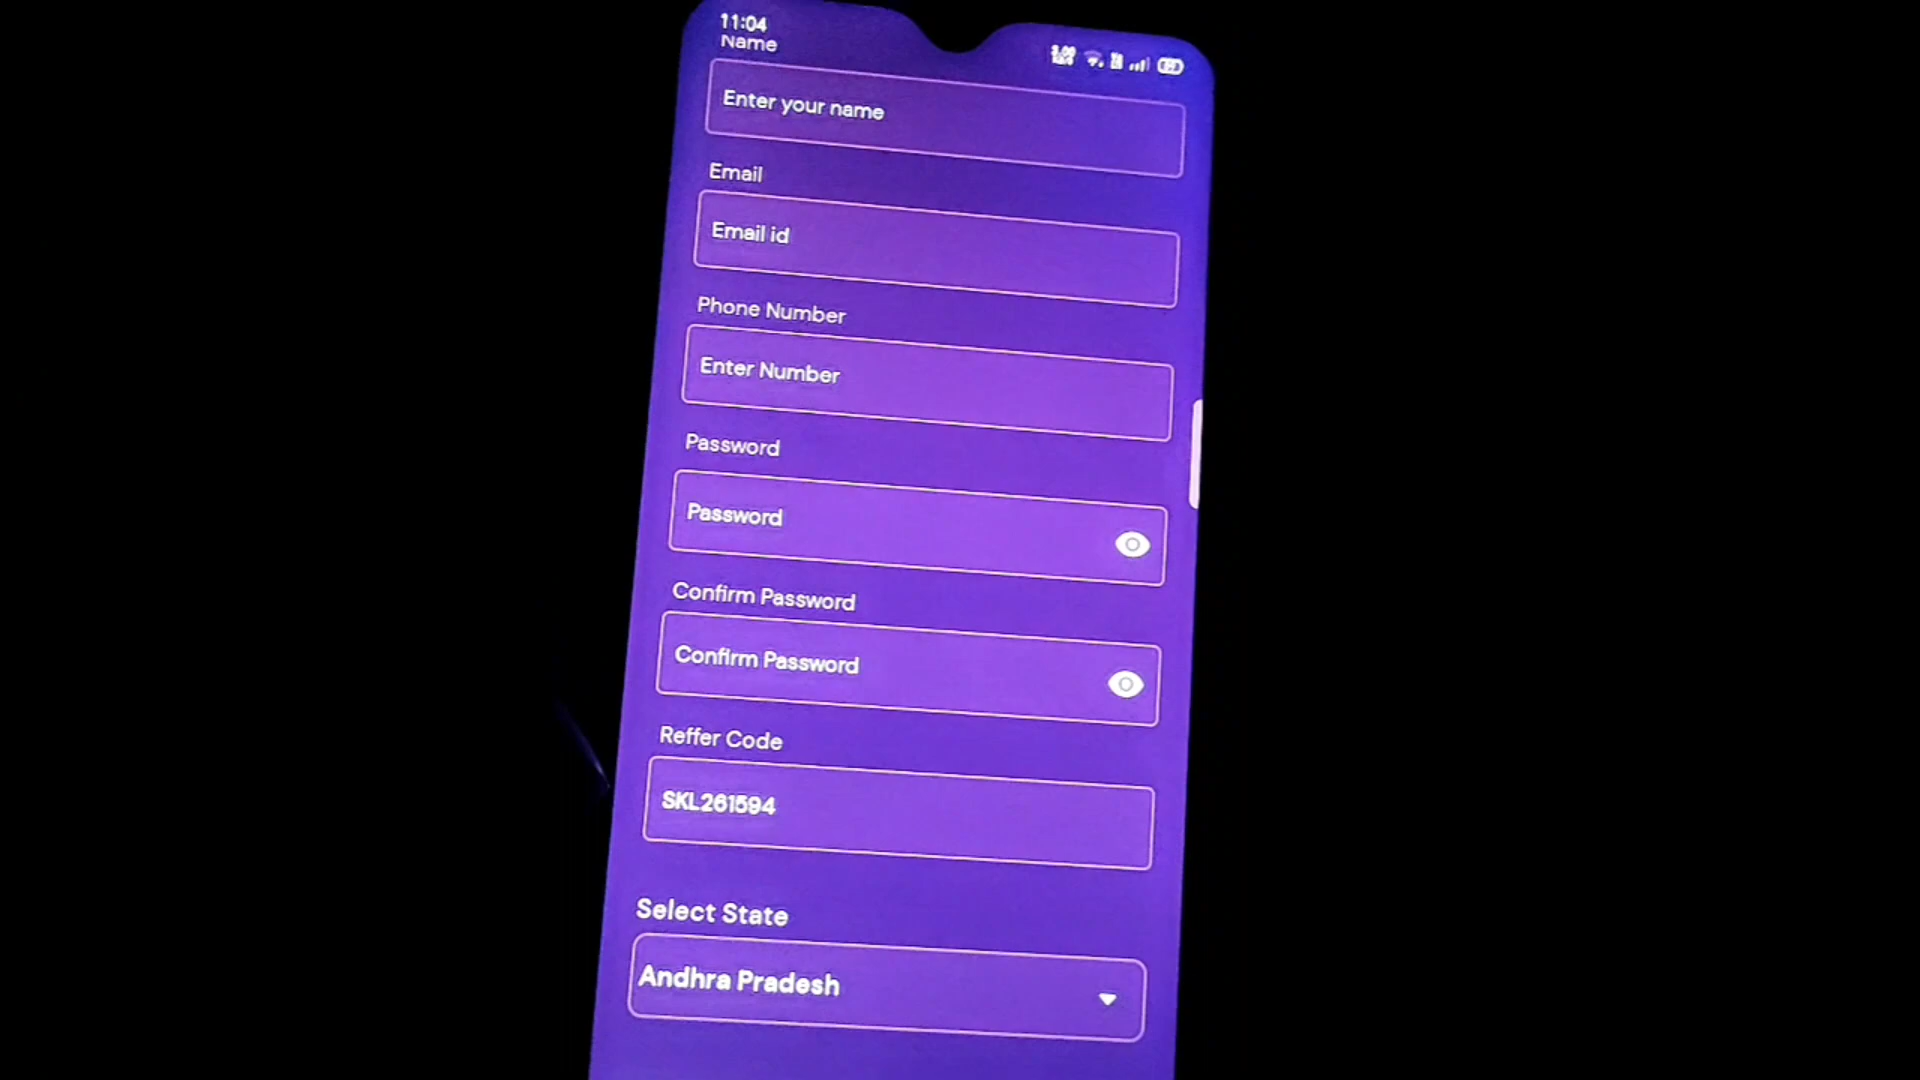 11:04
Name
Enter your name
Email
Email id
Phone Number
Enter Number
Password
Password
Confirm Password
Confirm Password
Reffer Code
SKL261594
Select State
Andhra Pradesh